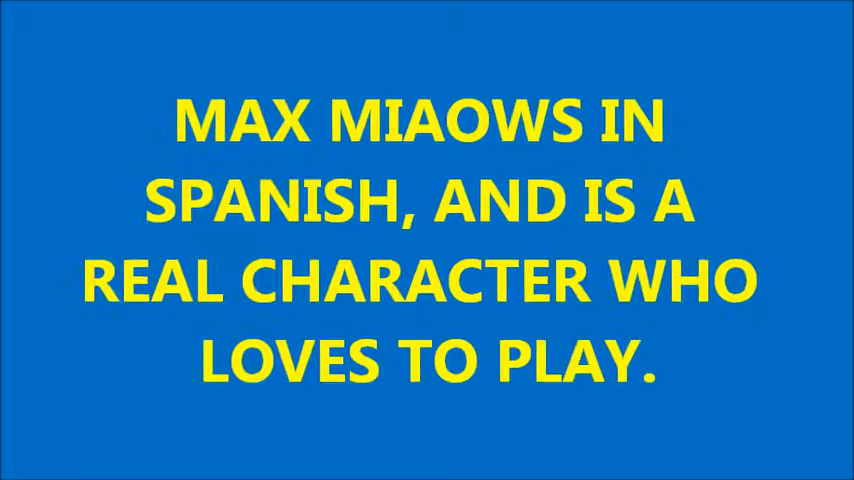 MAX MIAOWS IN
SPANISH, AND IS A
REAL CHARACTER WHO
LOVES TO PLAY.